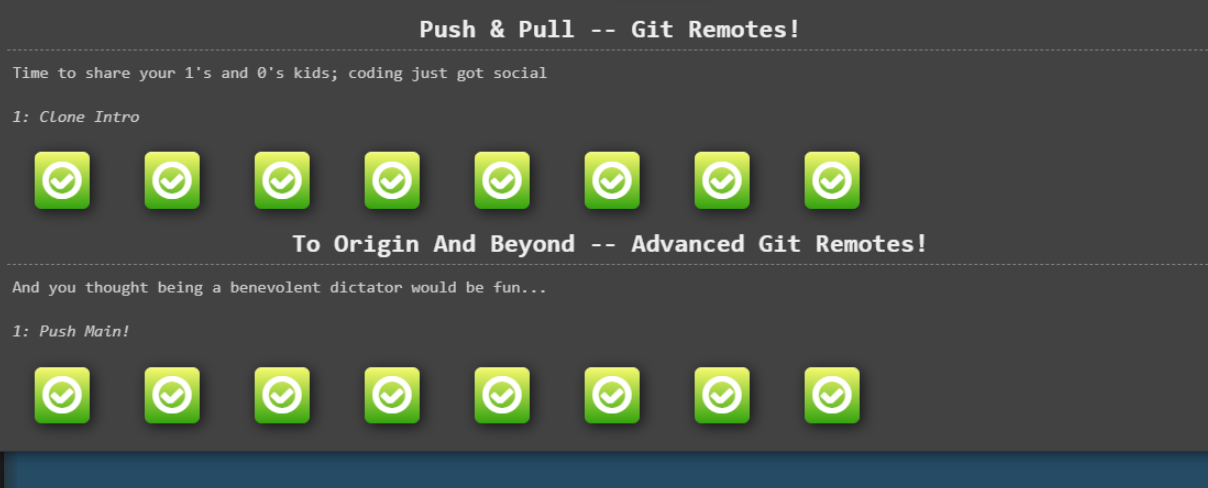 Push & Pull -- Git Remotes!
Time to share your 1's and 0's kids; coding just got social
1: Clone Intro
To Origin And Beyond -- Advanced Git Remotes!
And you thought being a benevolent dictator would be fun...
1: Push Main!